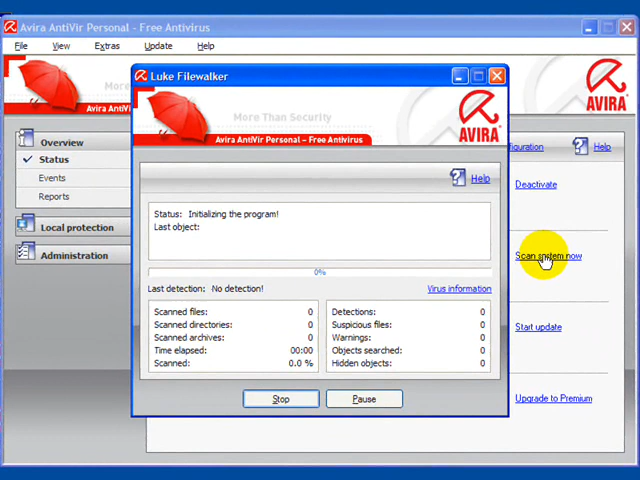 Avira AntiVir Personal - Free Antivirus
File View Extras Update Help
More
Avira AntiVi
AVIRA
Overview
Status
Events
Reports
Local protection
Administration
Luke Filewalker
More Than Security
AVIRA
Avira AntiVir Personal – Free Antivirus
Help
Status: Initializing the program!
Last object:
0%
Last detection: No detection!
Virus information
Scanned files: 0
Scanned directories: 0
Scanned archives: 0
Time elapsed: 00:00
Scanned: 0.0 %
Detections: 0
Suspicious files: 0
Warnings: 0
Objects searched: 0
Hidden objects: 0
Stop
Pause
figuration
Help
Deactivate
Scan system now
Start update
Upgrade to Premium